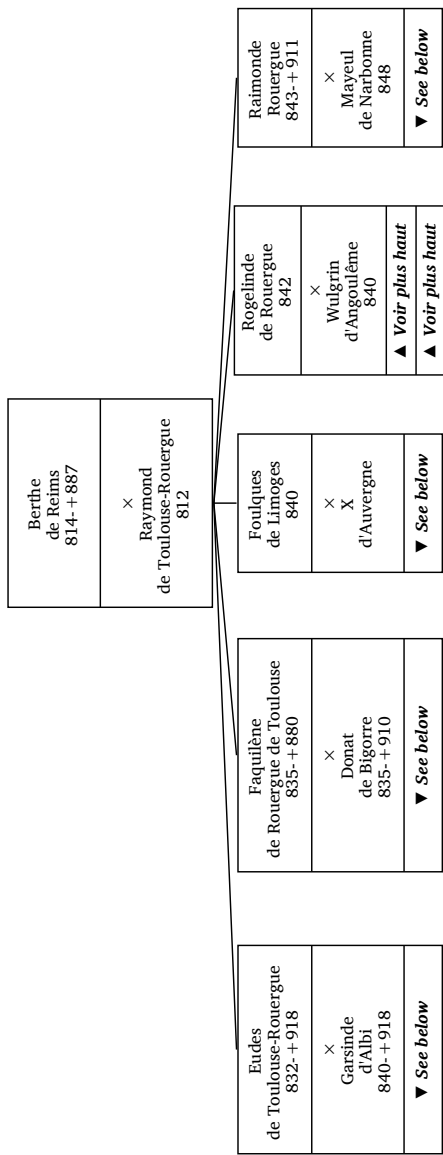 Berthe
de Reims
814-+887
×
Raymond
de Toulouse-Rouergue
812
Eudes
de Toulouse-Rouergue
832-+918
×
Garsinde
d'Albi
840-+918
▼ See below
Faquilène
de Rouergue de Toulouse
835-+880
×
Donat
de Bigorre
835-+910
▼ See below
Foulques
de Limoges
840
×
X
d'Auvergne
▼ See below
Rogelinde
de Rouergue
842
×
Wulgrin
d'Angoulême
840
▲ Voir plus haut
▲ Voir plus haut
Raimonde
Rouergue
843-+911
×
Mayeul
de Narbonne
848
▼ See below